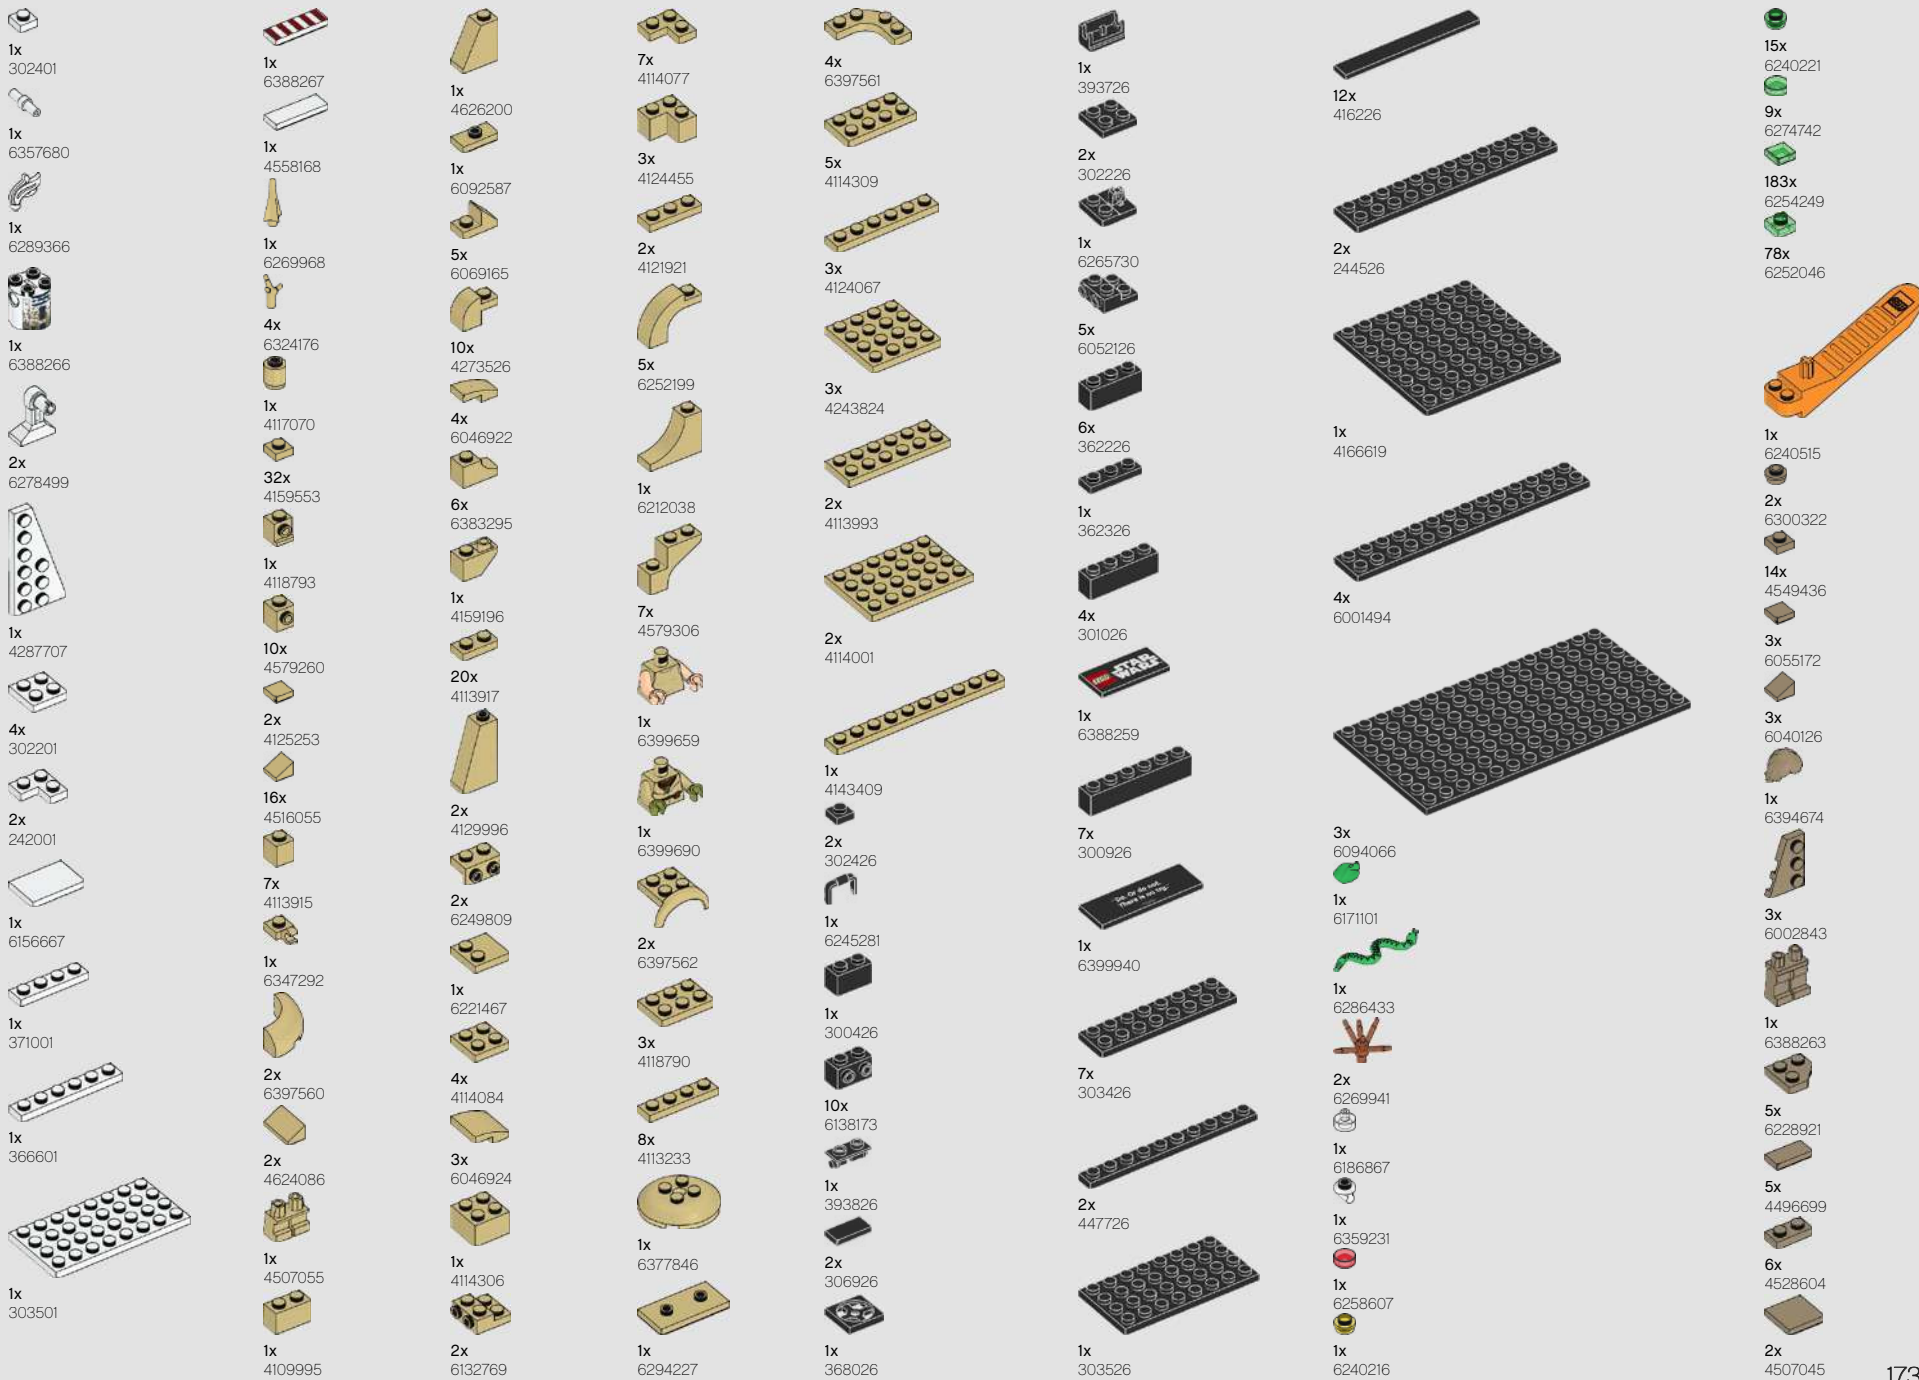 1x
302401
1x
6357680
1x
6289366
1x
6388266
2x
6278499
1x
4287707
4x
302201
2x
242001
1x
6156667
1x
371001
1x
366601
1x
303501
1x
6388267
1x
4558168
1x
6269968
4x
6324176
1x
4117070
32x
4159553
1x
4118793
10x
4579260
2x
4125253
16x
4516055
7x
4113915
1x
6347292
2x
6397560
2x
4624086
1x
4507055
1x
4109995
1x
4626200
1x
6092587
5x
6069165
10x
4273526
4x
6046922
6x
6383295
1x
4159196
20x
4113917
2x
4129996
2x
6249809
1x
6221467
4x
4114084
3x
6046924
1x
4114306
2x
6132769
7x
4114077
3x
4124455
2x
4121921
5x
6252199
1x
6212038
7x
4579306
1x
6399659
1x
6399690
2x
6397562
3x
4118790
8x
4113233
1x
6377846
1x
6294227
4x
6397561
5x
4114309
3x
4124067
3x
4243824
2x
4113993
2x
4114001
1x
4143409
2x
302426
1x
6245281
1x
300426
10x
6138173
1x
393826
2x
306926
1x
368026
1x
393726
2x
302226
1x
6265730
5x
6052126
6x
362226
1x
362326
4x
301026
LEGO
STAR
WARS
1x
6388259
7x
300926
Do. Or do not.
There is no try.
1x
6399940
7x
303426
2x
447726
1x
303526
12x
416226
2x
244526
1x
4166619
4x
6001494
3x
6094066
1x
6171101
1x
6286433
2x
6269941
1x
6186867
1x
6359231
1x
6258607
1x
6240216
15x
6240221
9x
6274742
183x
6254249
78x
6252046
1x
6240515
2x
6300322
14x
4549436
3x
6055172
3x
6040126
1x
6394674
3x
6002843
1x
6388263
5x
6228921
5x
4496699
6x
4528604
2x
4507045
173